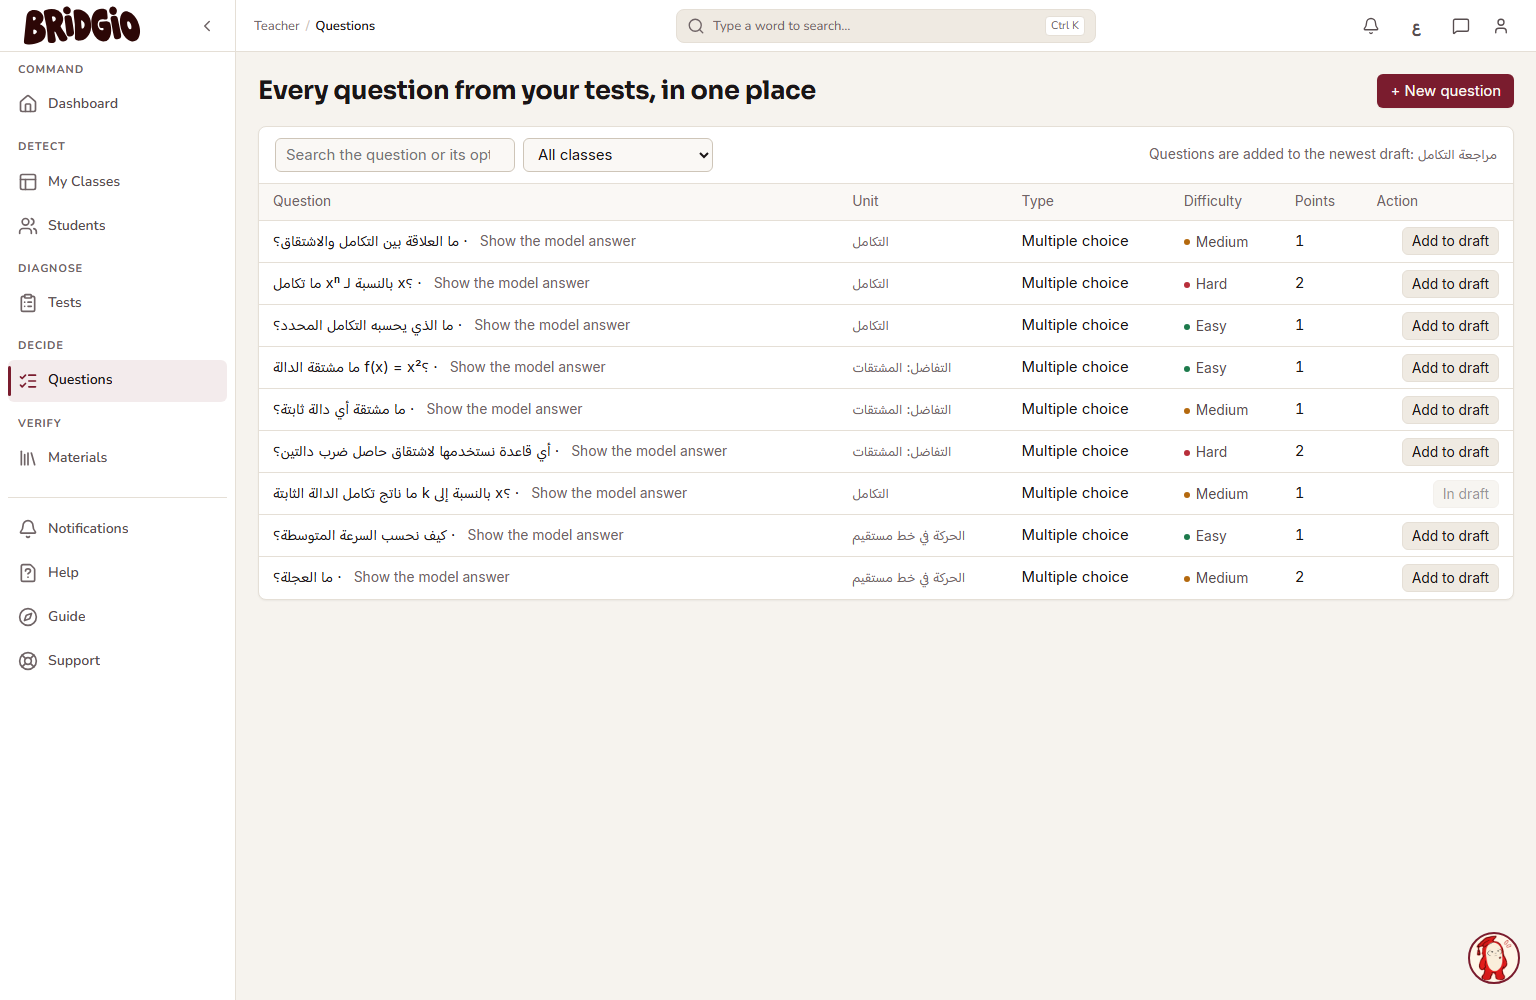 BRiDGiO
Teacher / Questions
Type a word to search...
Ctrl K
ع
COMMAND
Dashboard
DETECT
My Classes
Students
DIAGNOSE
Tests
DECIDE
Questions
VERIFY
Materials
Notifications
Help
Guide
Support
Every question from your tests, in one place
+ New question
Search the question or its opt
All classes
Questions are added to the newest draft: مراجعة التكامل
Question Unit Type Difficulty Points Action
ما العلاقة بين التكامل والاشتقاق؟ · Show the model answer التكامل Multiple choice Medium 1 Add to draft
ما تكامل xⁿ بالنسبة لـ x؟ · Show the model answer التكامل Multiple choice Hard 2 Add to draft
ما الذي يحسبه التكامل المحدد؟ · Show the model answer التكامل Multiple choice Easy 1 Add to draft
ما مشتقة الدالة f(x) = x²؟ · Show the model answer التفاضل: المشتقات Multiple choice Easy 1 Add to draft
ما مشتقة أي دالة ثابتة؟ · Show the model answer التفاضل: المشتقات Multiple choice Medium 1 Add to draft
أي قاعدة نستخدمها لاشتقاق حاصل ضرب دالتين؟ · Show the model answer التفاضل: المشتقات Multiple choice Hard 2 Add to draft
ما ناتج تكامل الدالة الثابتة k بالنسبة إلى x؟ · Show the model answer التكامل Multiple choice Medium 1 In draft
كيف نحسب السرعة المتوسطة؟ · Show the model answer الحركة في خط مستقيم Multiple choice Easy 1 Add to draft
ما العجلة؟ · Show the model answer الحركة في خط مستقيم Multiple choice Medium 2 Add to draft